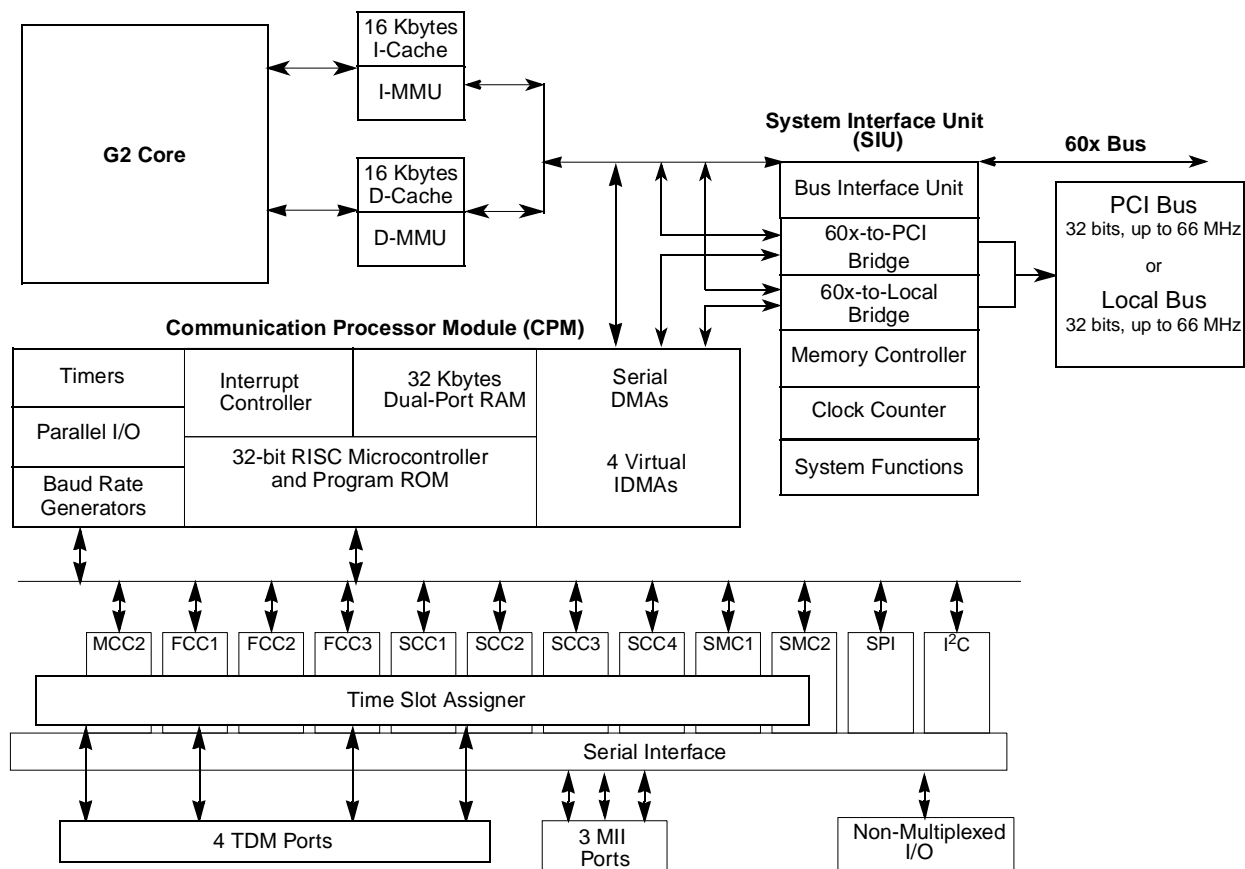 G2 Core
16 Kbytes
I-Cache
I-MMU
16 Kbytes
D-Cache
D-MMU
System Interface Unit
(SIU)
60x Bus
Bus Interface Unit
60x-to-PCI
Bridge
60x-to-Local
Bridge
Memory Controller
Clock Counter
System Functions
PCI Bus
32 bits, up to 66 MHz
or
Local Bus
32 bits, up to 66 MHz
Communication Processor Module (CPM)
Timers
Parallel I/O
Baud Rate
Generators
Interrupt
Controller
32 Kbytes
Dual-Port RAM
32-bit RISC Microcontroller
and Program ROM
Serial
DMAs
4 Virtual
IDMAs
MCC2
FCC1
FCC2
FCC3
SCC1
SCC2
SCC3
SCC4
SMC1
SMC2
SPI
I²C
Time Slot Assigner
Serial Interface
4 TDM Ports
3 MII
Ports
Non-Multiplexed
I/O